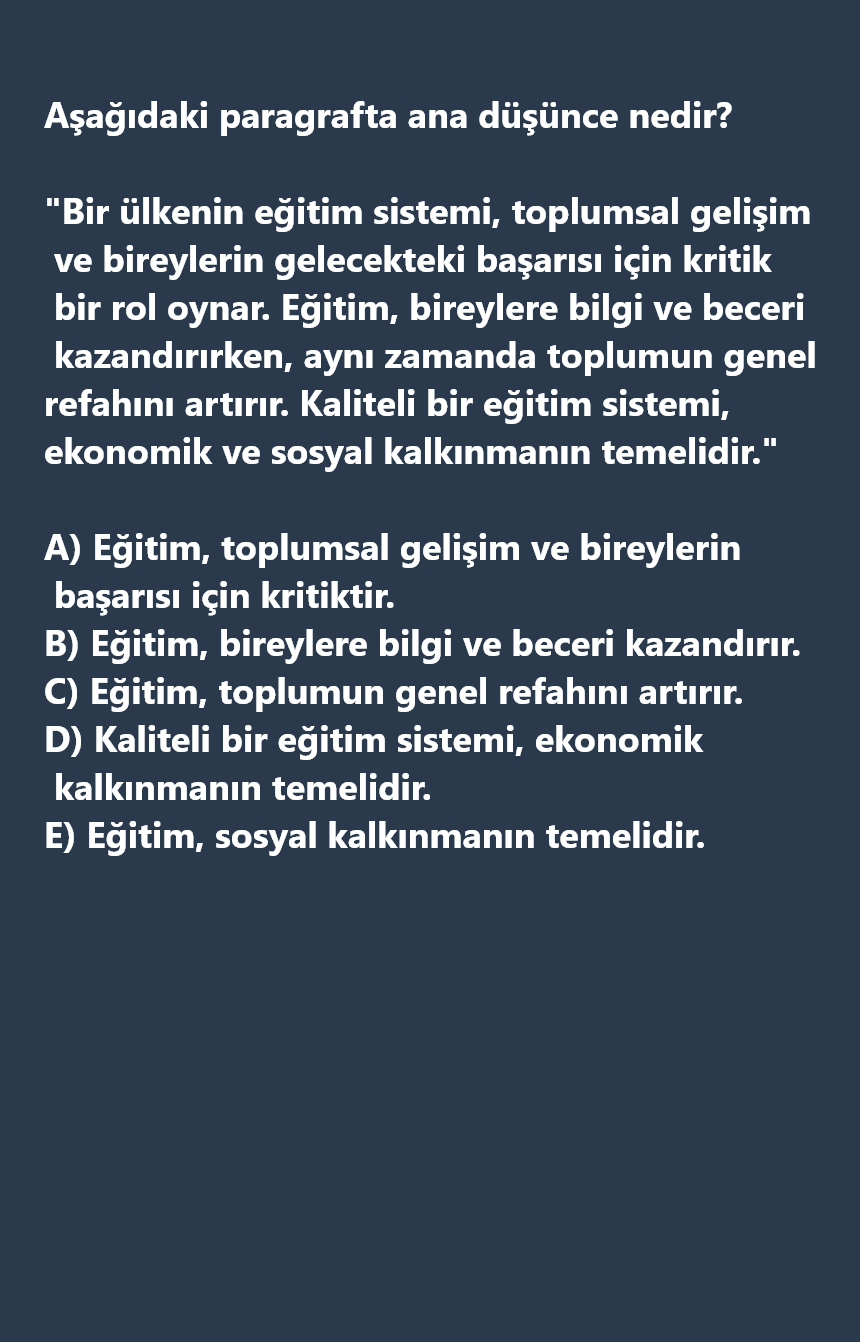 Aşağıdaki paragrafta ana düşünce nedir?
"Bir ülkenin eğitim sistemi, toplumsal gelişim
ve bireylerin gelecekteki başarısı için kritik
bir rol oynar. Eğitim, bireylere bilgi ve beceri
kazandırırken, aynı zamanda toplumun genel
refahını artırır. Kaliteli bir eğitim sistemi,
ekonomik ve sosyal kalkınmanın temelidir."
A) Eğitim, toplumsal gelişim ve bireylerin
başarısı için kritiktir.
B) Eğitim, bireylere bilgi ve beceri kazandırır.
C) Eğitim, toplumun genel refahını artırır.
D) Kaliteli bir eğitim sistemi, ekonomik
kalkınmanın temelidir.
E) Eğitim, sosyal kalkınmanın temelidir.